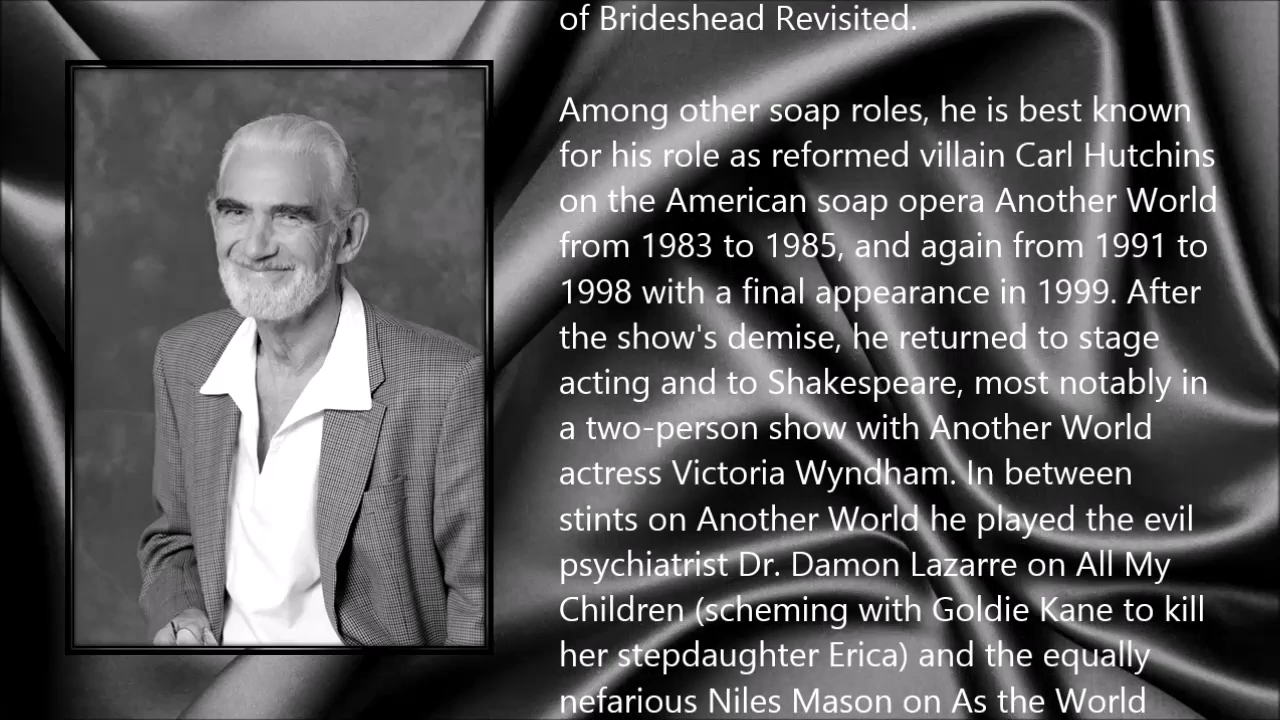 of Brideshead Revisited.
Among other soap roles, he is best known
for his role as reformed villain Carl Hutchins
on the American soap opera Another World
from 1983 to 1985, and again from 1991 to
1998 with a final appearance in 1999. After
the show's demise, he returned to stage
acting and to Shakespeare, most notably in
a two-person show with Another World
actress Victoria Wyndham. In between
stints on Another World he played the evil
psychiatrist Dr. Damon Lazarre on All My
Children (scheming with Goldie Kane to kill
her stepdaughter Erica) and the equally
nefarious Niles Mason on As the World